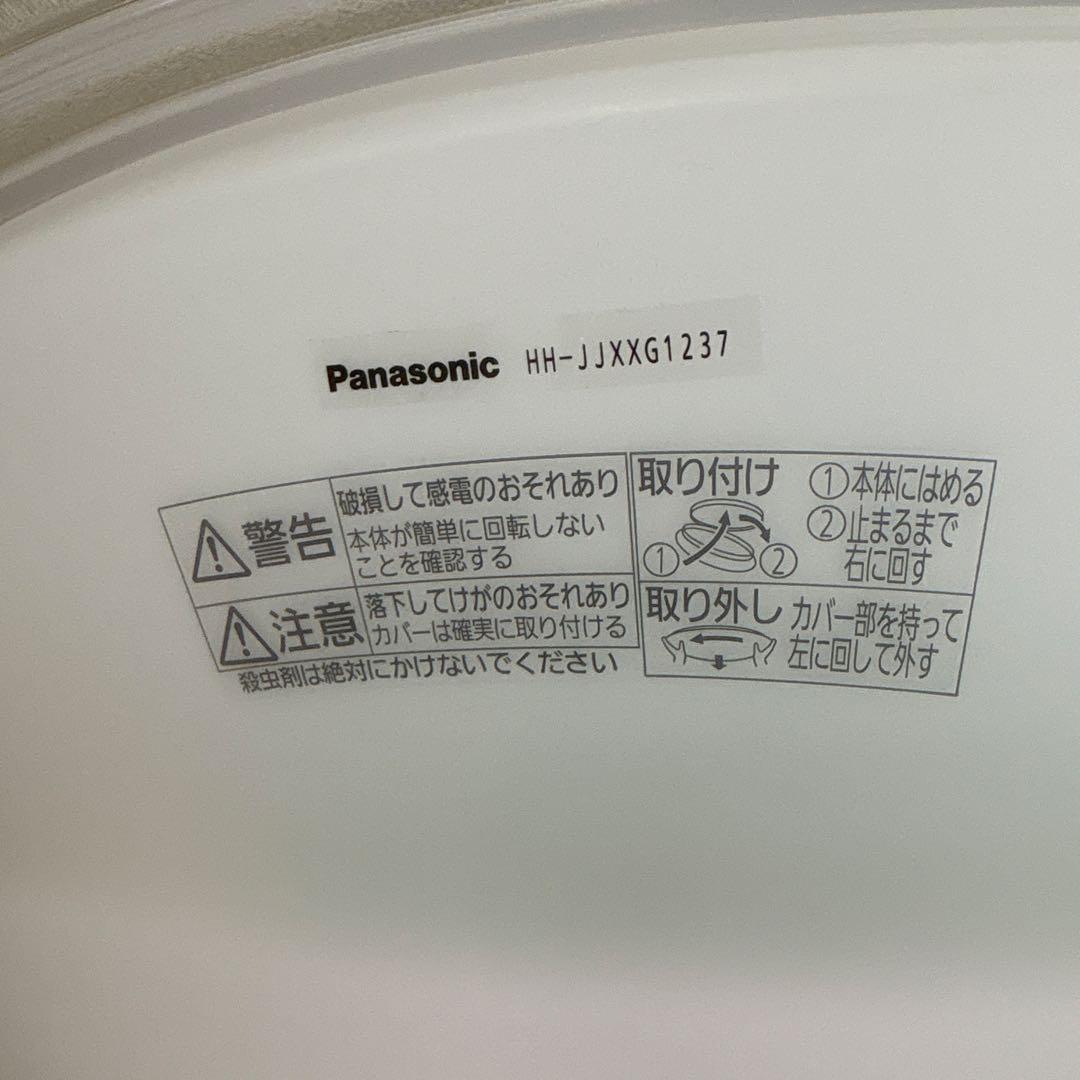 Panasonic HH-JJXXG1237
警告
破損して感電のおそれあり
本体が簡単に回転しない
ことを確認する
注意
落下してけがのおそれあり
カバーは確実に取り付ける
殺虫剤は絶対にかけないでください
取り付け
①本体にはめる
②止まるまで
右に回す
① ②
取り外し
カバー部を持って
左に回して外す